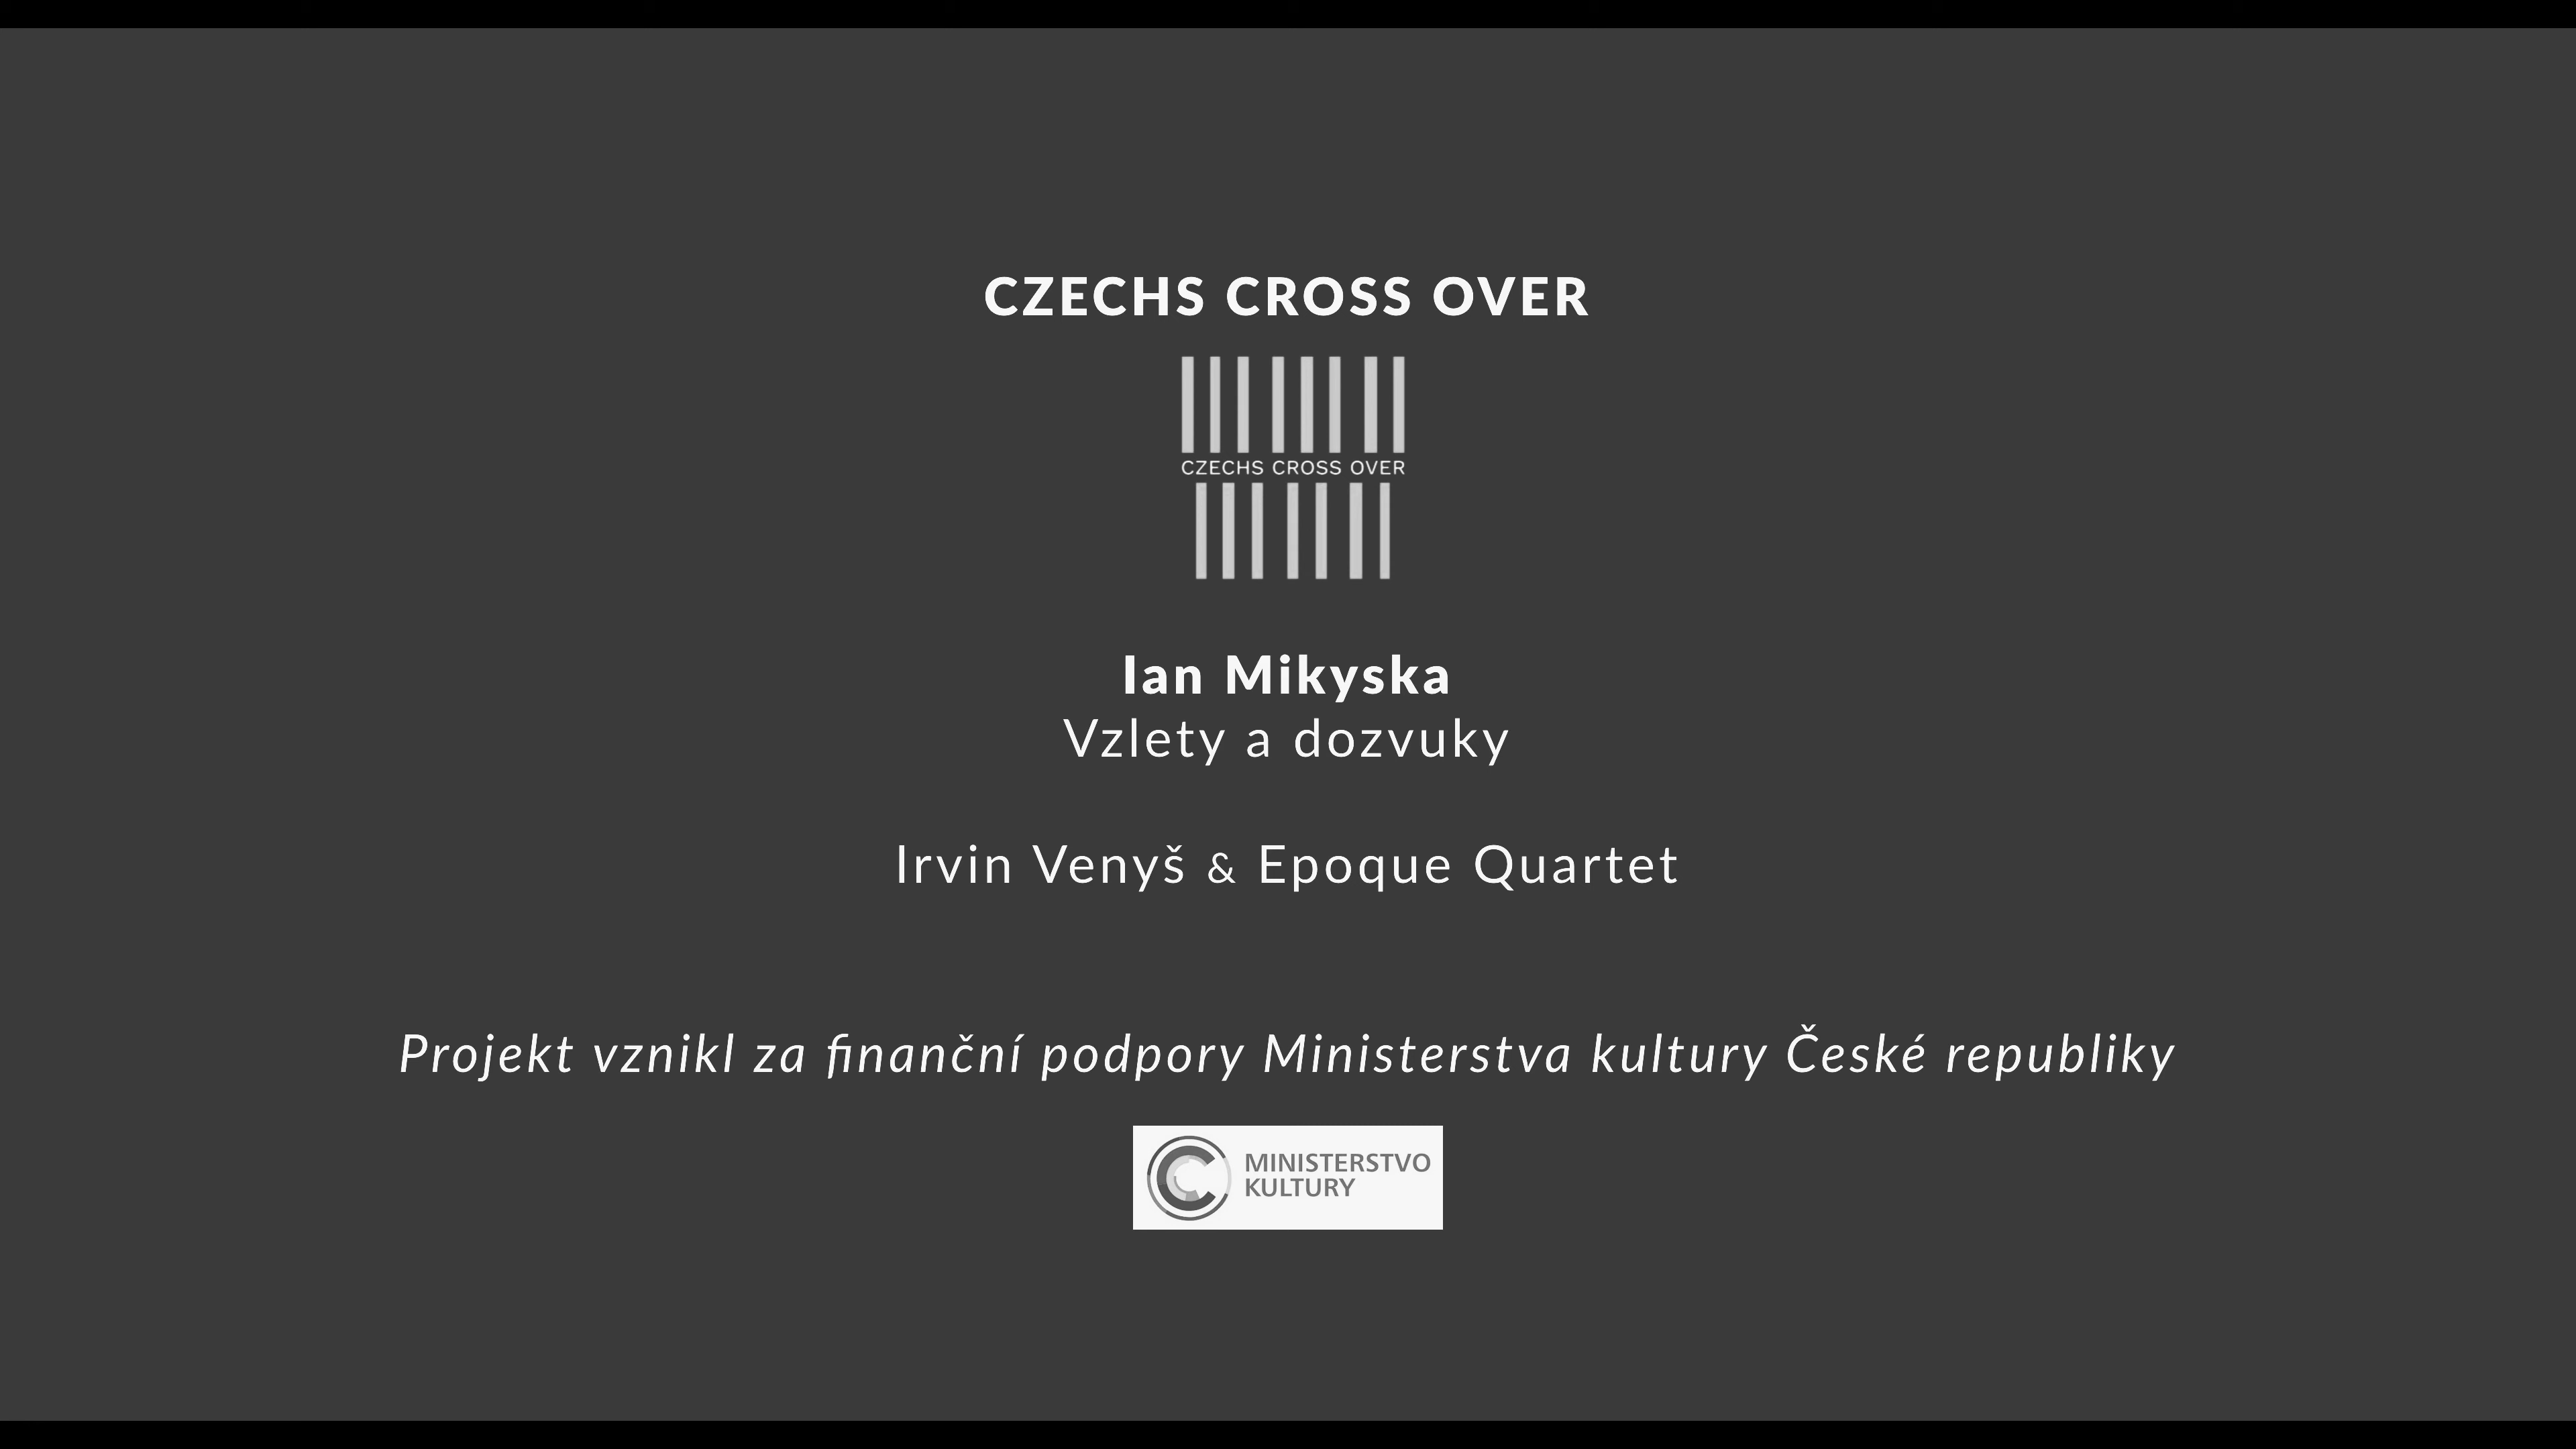 CZECHS CROSS OVER
CZECHS CROSS OVER
Ian Mikyska
Vzlety a dozvuky
Irvin Venyš & Epoque Quartet
Projekt vznikl za finanční podpory Ministerstva kultury České republiky
MINISTERSTVO
KULTURY